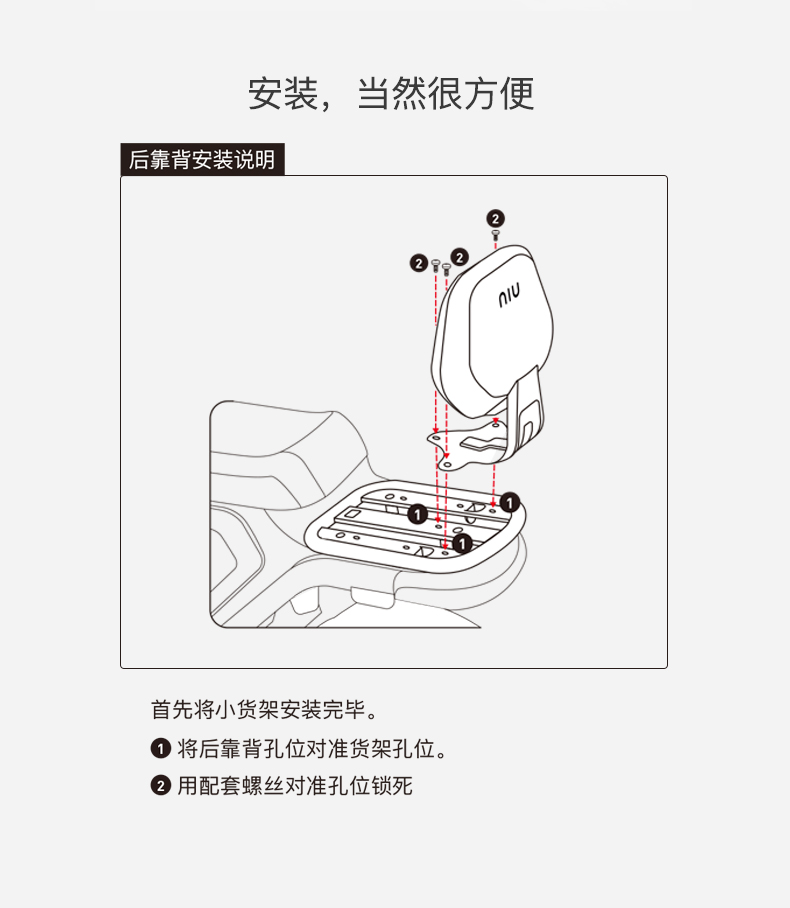 安装，当然很方便
后靠背安装说明
2
2 2
NIU
1
1
1
首先将小货架安装完毕。
1 将后靠背孔位对准货架孔位。
2 用配套螺丝对准孔位锁死